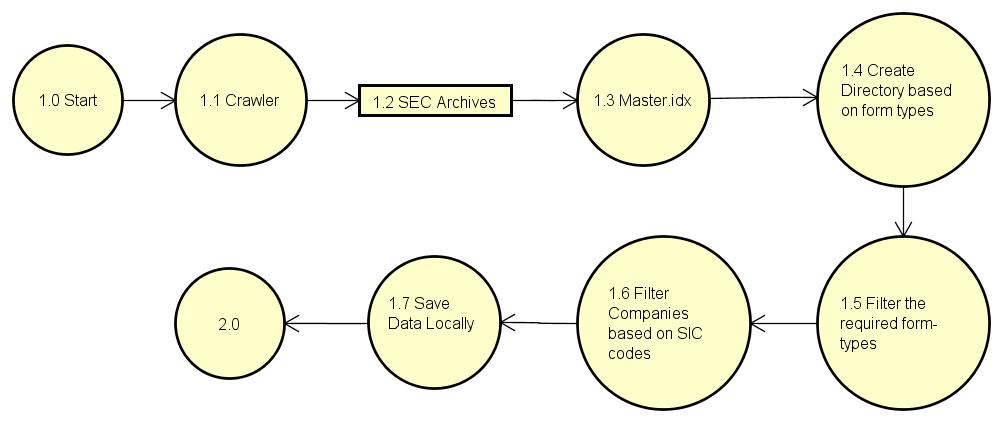 1.0 Start
1.1 Crawler
1.2 SEC Archives
1.3 Master.idx
1.4 Create
Directory based
on form types
1.5 Filter the
required form-
types
1.6 Filter
Companies
based on SIC
codes
1.7 Save
Data Locally
2.0